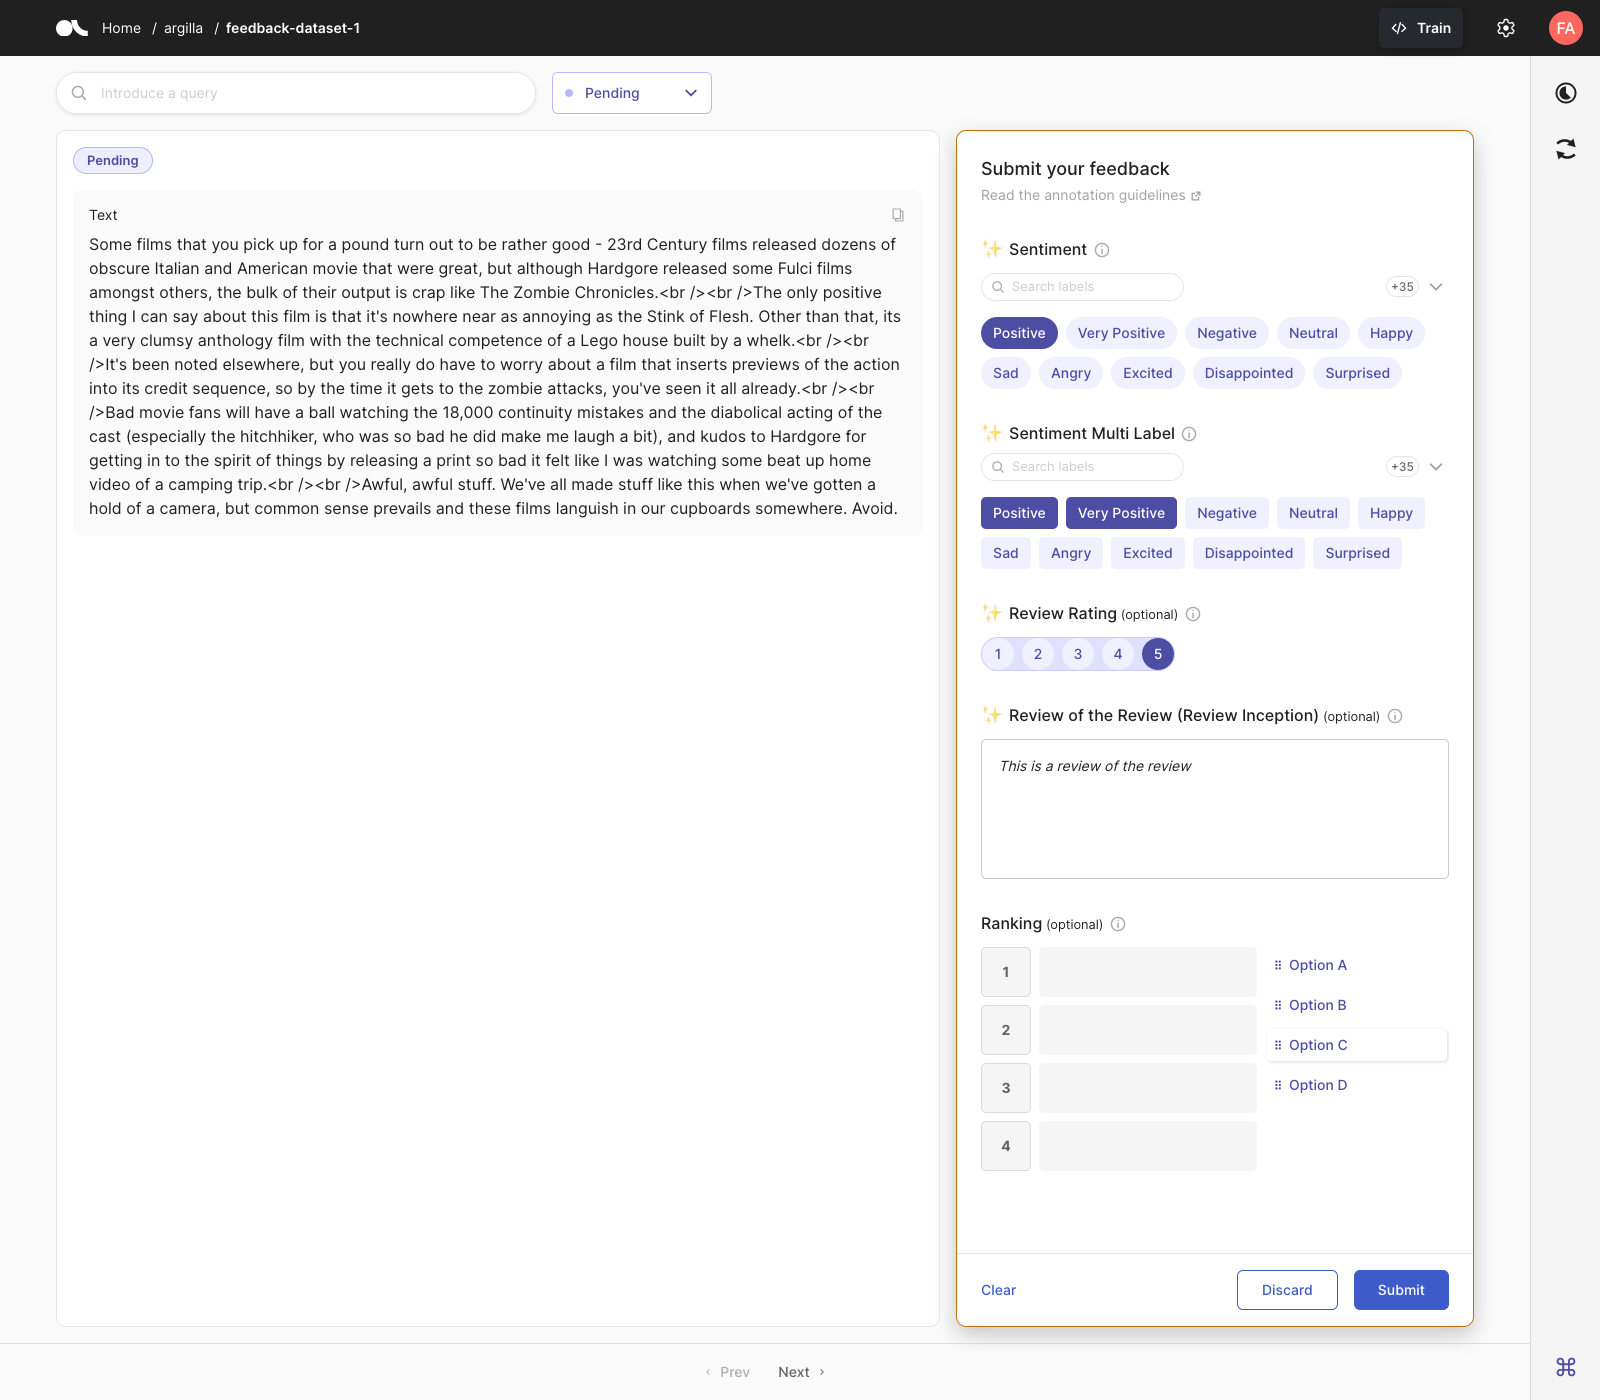 Home / argilla / feedback-dataset-1
Train
FA
Introduce a query
Pending
Pending
Text
Some films that you pick up for a pound turn out to be rather good - 23rd Century films released dozens of
obscure Italian and American movie that were great, but although Hardgore released some Fulci films
amongst others, the bulk of their output is crap like The Zombie Chronicles.<br /><br />The only positive
thing I can say about this film is that it's nowhere near as annoying as the Stink of Flesh. Other than that, its
a very clumsy anthology film with the technical competence of a Lego house built by a whelk.<br /><br
/>It's been noted elsewhere, but you really do have to worry about a film that inserts previews of the action
into its credit sequence, so by the time it gets to the zombie attacks, you've seen it all already.<br /><br
/>Bad movie fans will have a ball watching the 18,000 continuity mistakes and the diabolical acting of the
cast (especially the hitchhiker, who was so bad he did make me laugh a bit), and kudos to Hardgore for
getting in to the spirit of things by releasing a print so bad it felt like I was watching some beat up home
video of a camping trip.<br /><br />Awful, awful stuff. We've all made stuff like this when we've gotten a
hold of a camera, but common sense prevails and these films languish in our cupboards somewhere. Avoid.
Submit your feedback
Read the annotation guidelines
Sentiment
Search labels
+35
Positive Very Positive Negative Neutral Happy
Sad Angry Excited Disappointed Surprised
Sentiment Multi Label
Search labels
+35
Positive Very Positive Negative Neutral Happy
Sad Angry Excited Disappointed Surprised
Review Rating (optional)
1 2 3 4 5
Review of the Review (Review Inception) (optional)
This is a review of the review
Ranking (optional)
1
2
3
4
Option A
Option B
Option C
Option D
Clear
Discard
Submit
‹ Prev
Next ›